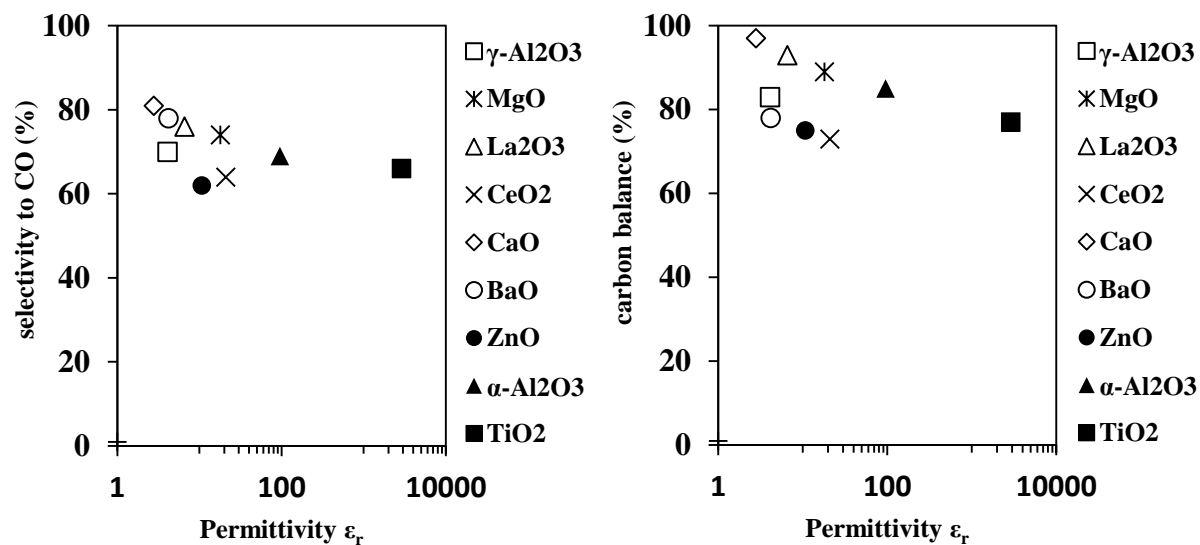 selectivity to CO (%)
100
80
60
40
20
0
1
100
10000
Permittivity εr
γ-Al2O3
MgO
La2O3
CeO2
CaO
BaO
ZnO
α-Al2O3
TiO2
carbon balance (%)
100
80
60
40
20
0
1
100
10000
Permittivity εr
γ-Al2O3
MgO
La2O3
CeO2
CaO
BaO
ZnO
α-Al2O3
TiO2